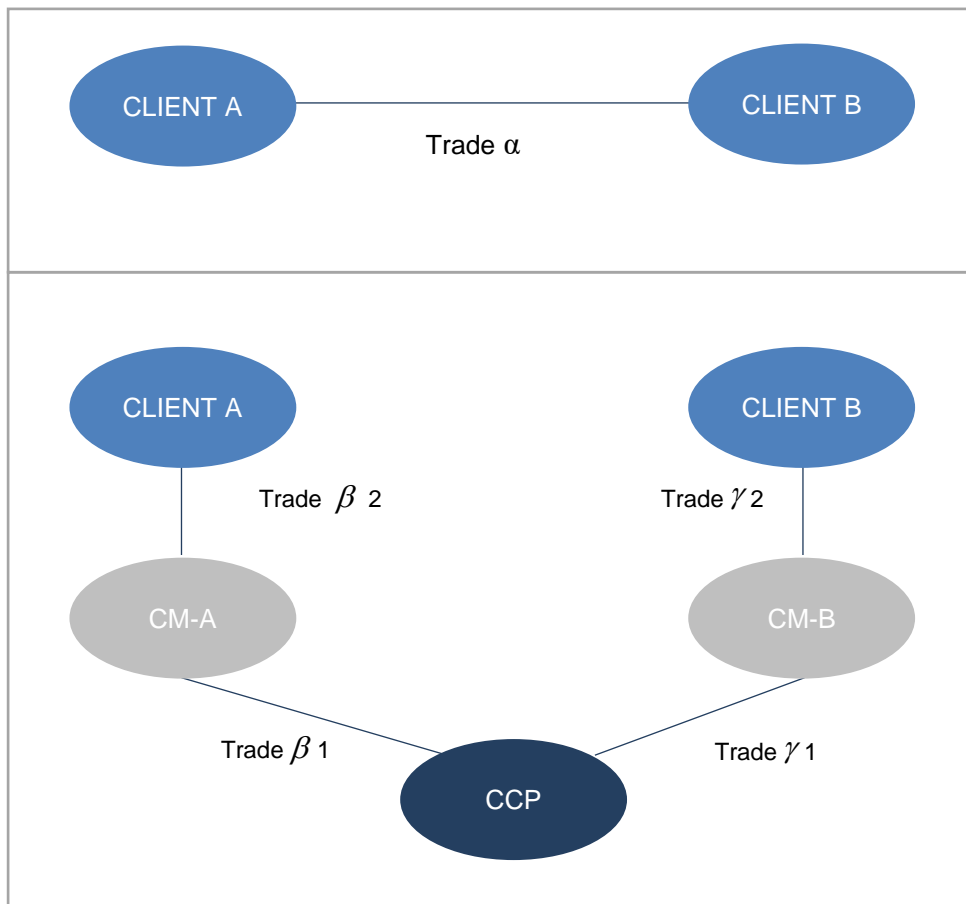 CLIENT A
CLIENT B
Trade α
CLIENT A
CLIENT B
Trade β 2
Trade γ 2
CM-A
CM-B
Trade β 1
Trade γ 1
CCP